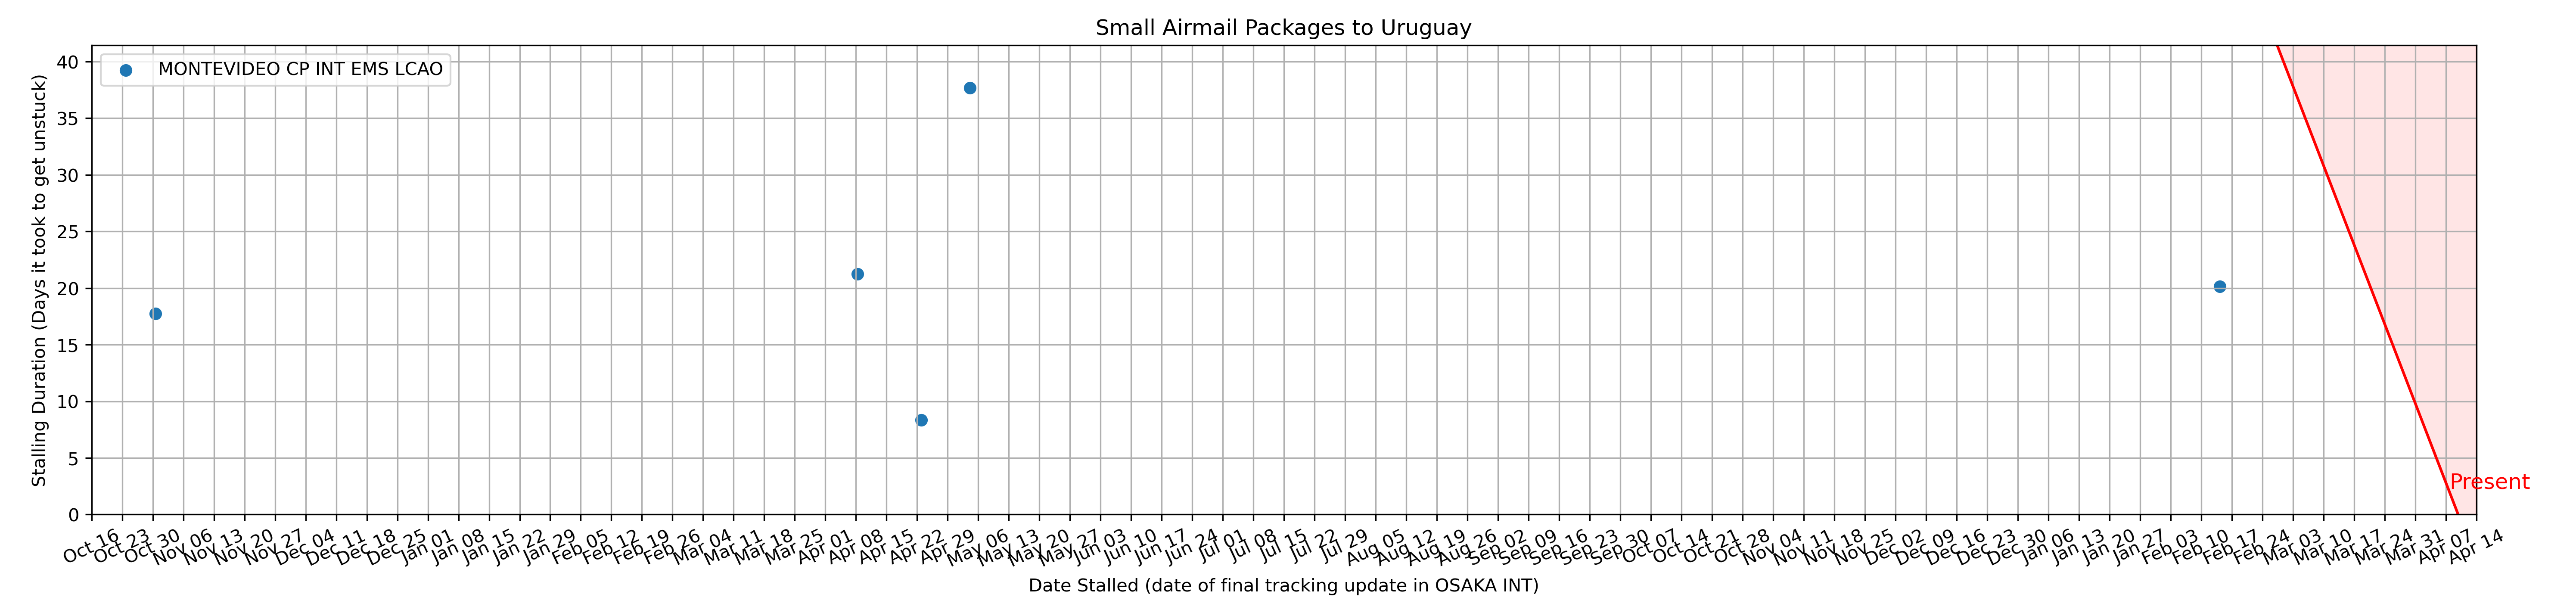 Small Airmail Packages to Uruguay
MONTEVIDEO CP INT EMS LCAO
Stalling Duration (Days it took to get unstuck)
40
35
30
25
20
15
10
5
0
Present
Oct 16
Oct 23
Oct 30
Nov 06
Nov 13
Nov 20
Nov 27
Dec 04
Dec 11
Dec 18
Dec 25
Jan 01
Jan 08
Jan 15
Jan 22
Jan 29
Feb 05
Feb 12
Feb 19
Feb 26
Mar 04
Mar 11
Mar 18
Mar 25
Apr 01
Apr 08
Apr 15
Apr 22
Apr 29
May 06
May 13
May 20
May 27
Jun 03
Jun 10
Jun 17
Jun 24
Jul 01
Jul 08
Jul 15
Jul 22
Jul 29
Aug 05
Aug 12
Aug 19
Aug 26
Sep 02
Sep 09
Sep 16
Sep 23
Sep 30
Oct 07
Oct 14
Oct 21
Oct 28
Nov 04
Nov 11
Nov 18
Nov 25
Dec 02
Dec 09
Dec 16
Dec 23
Dec 30
Jan 06
Jan 13
Jan 20
Jan 27
Feb 03
Feb 10
Feb 17
Feb 24
Mar 03
Mar 10
Mar 17
Mar 24
Mar 31
Apr 07
Apr 14
Date Stalled (date of final tracking update in OSAKA INT)